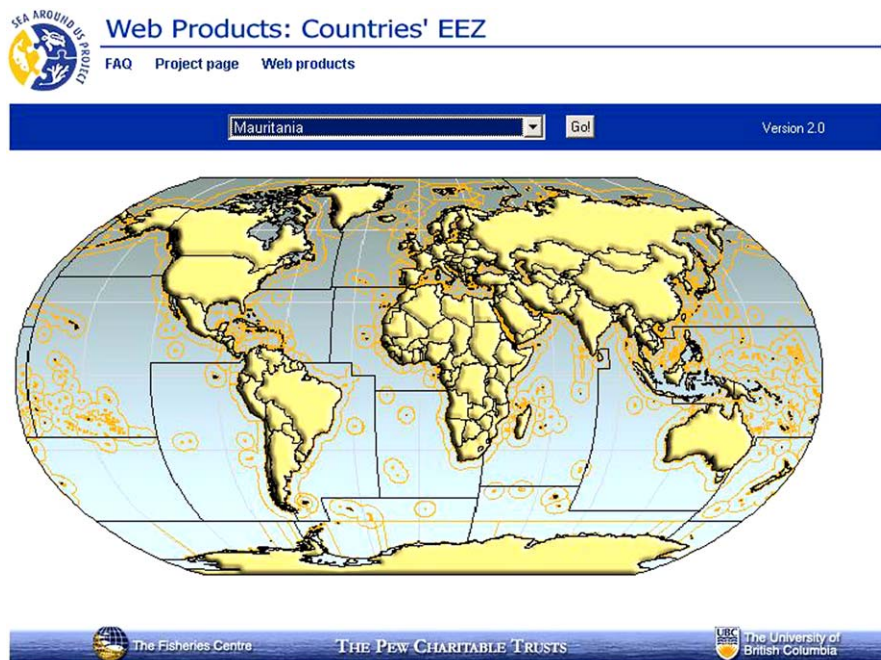 SEA AROUND US PROJECT
Web Products: Countries' EEZ
FAQ Project page Web products
Mauritania Go! Version 2.0
The Fisheries Centre
THE PEW CHARITABLE TRUSTS
UBC
The University of
British Columbia